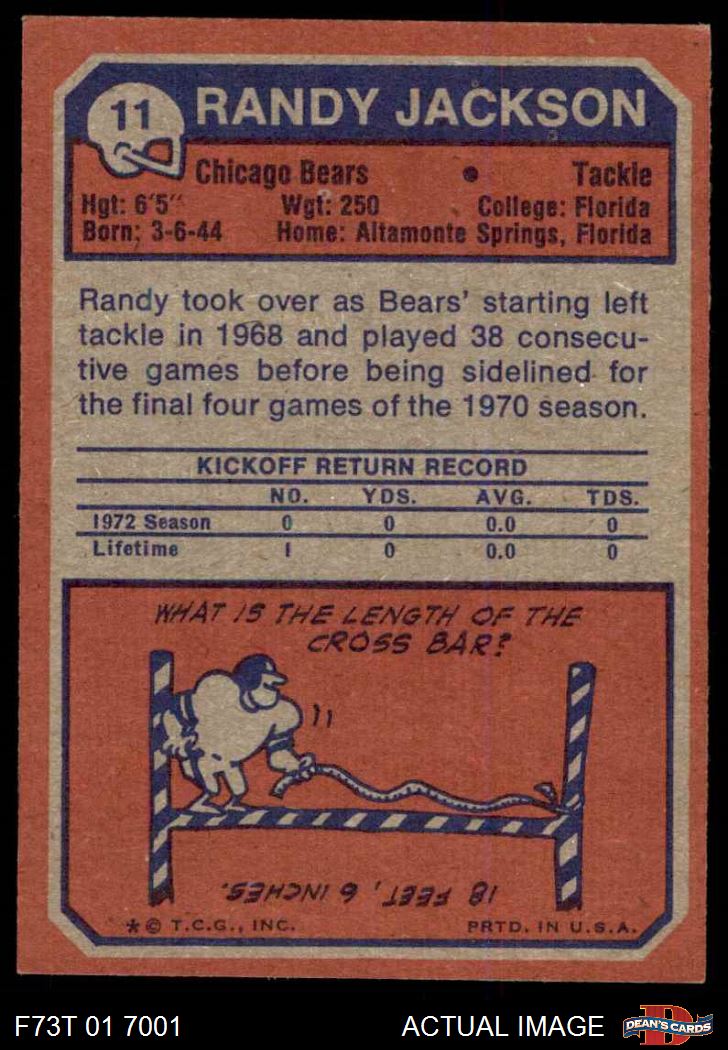 11
RANDY JACKSON
Chicago Bears • Tackle
Hgt: 6'5" Wgt: 250 College: Florida
Born: 3-6-44 Home: Altamonte Springs, Florida
Randy took over as Bears' starting left
tackle in 1968 and played 38 consecu-
tive games before being sidelined for
the final four games of the 1970 season.
KICKOFF RETURN RECORD
NO. YDS. AVG. TDS.
1972 Season 0 0 0.0 0
Lifetime 1 0 0.0 0
WHAT IS THE LENGTH OF THE
CROSS BAR?
18 FEET, 6 INCHES.
*© T.C.G., INC. PRTD. IN U.S.A.
F73T 01 7001 ACTUAL IMAGE
D
DEAN'S CARDS